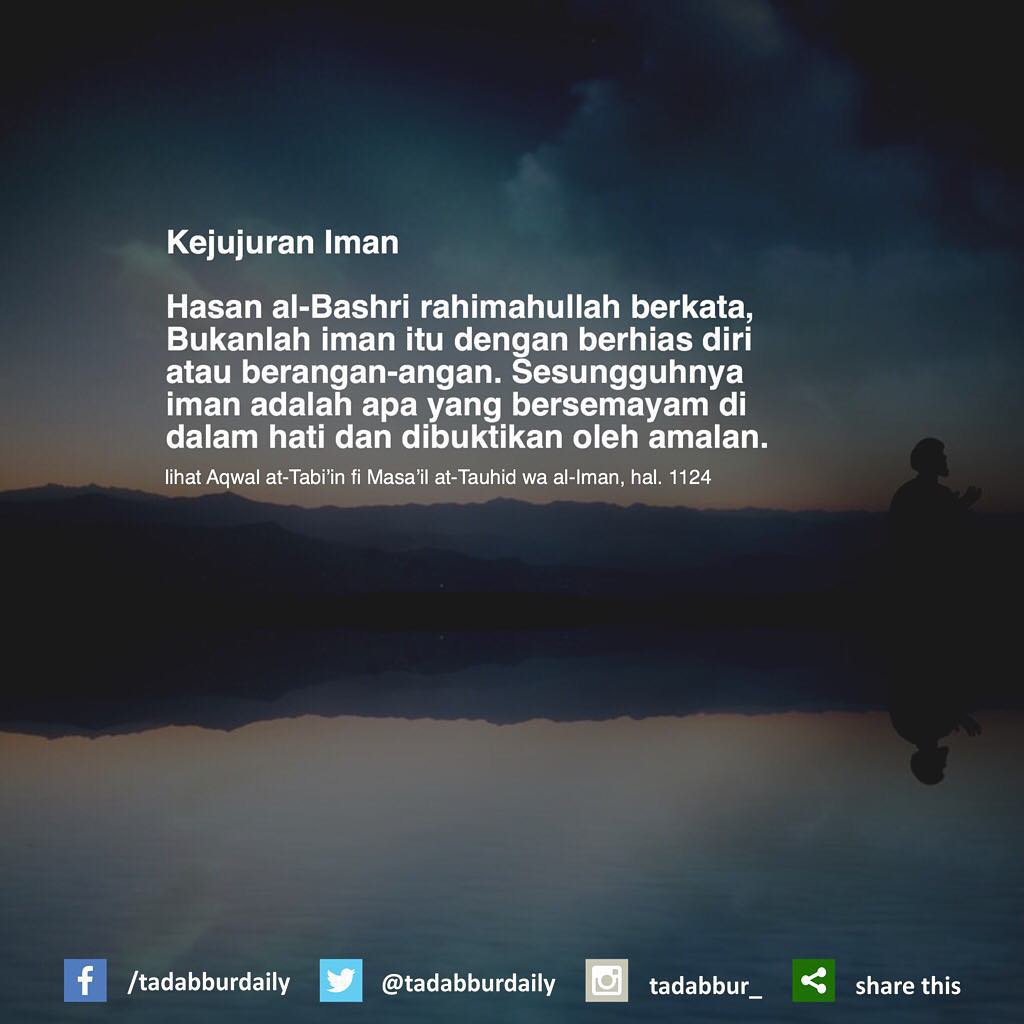 Kejujuran Iman
Hasan al-Bashri rahimahullah berkata,
Bukanlah iman itu dengan berhias diri
atau berangan-angan. Sesungguhnya
iman adalah apa yang bersemayam di
dalam hati dan dibuktikan oleh amalan.
lihat Aqwal at-Tabi'in fi Masa'il at-Tauhid wa al-Iman, hal. 1124
/tadabburdaily @tadabburdaily tadabbur_ share this